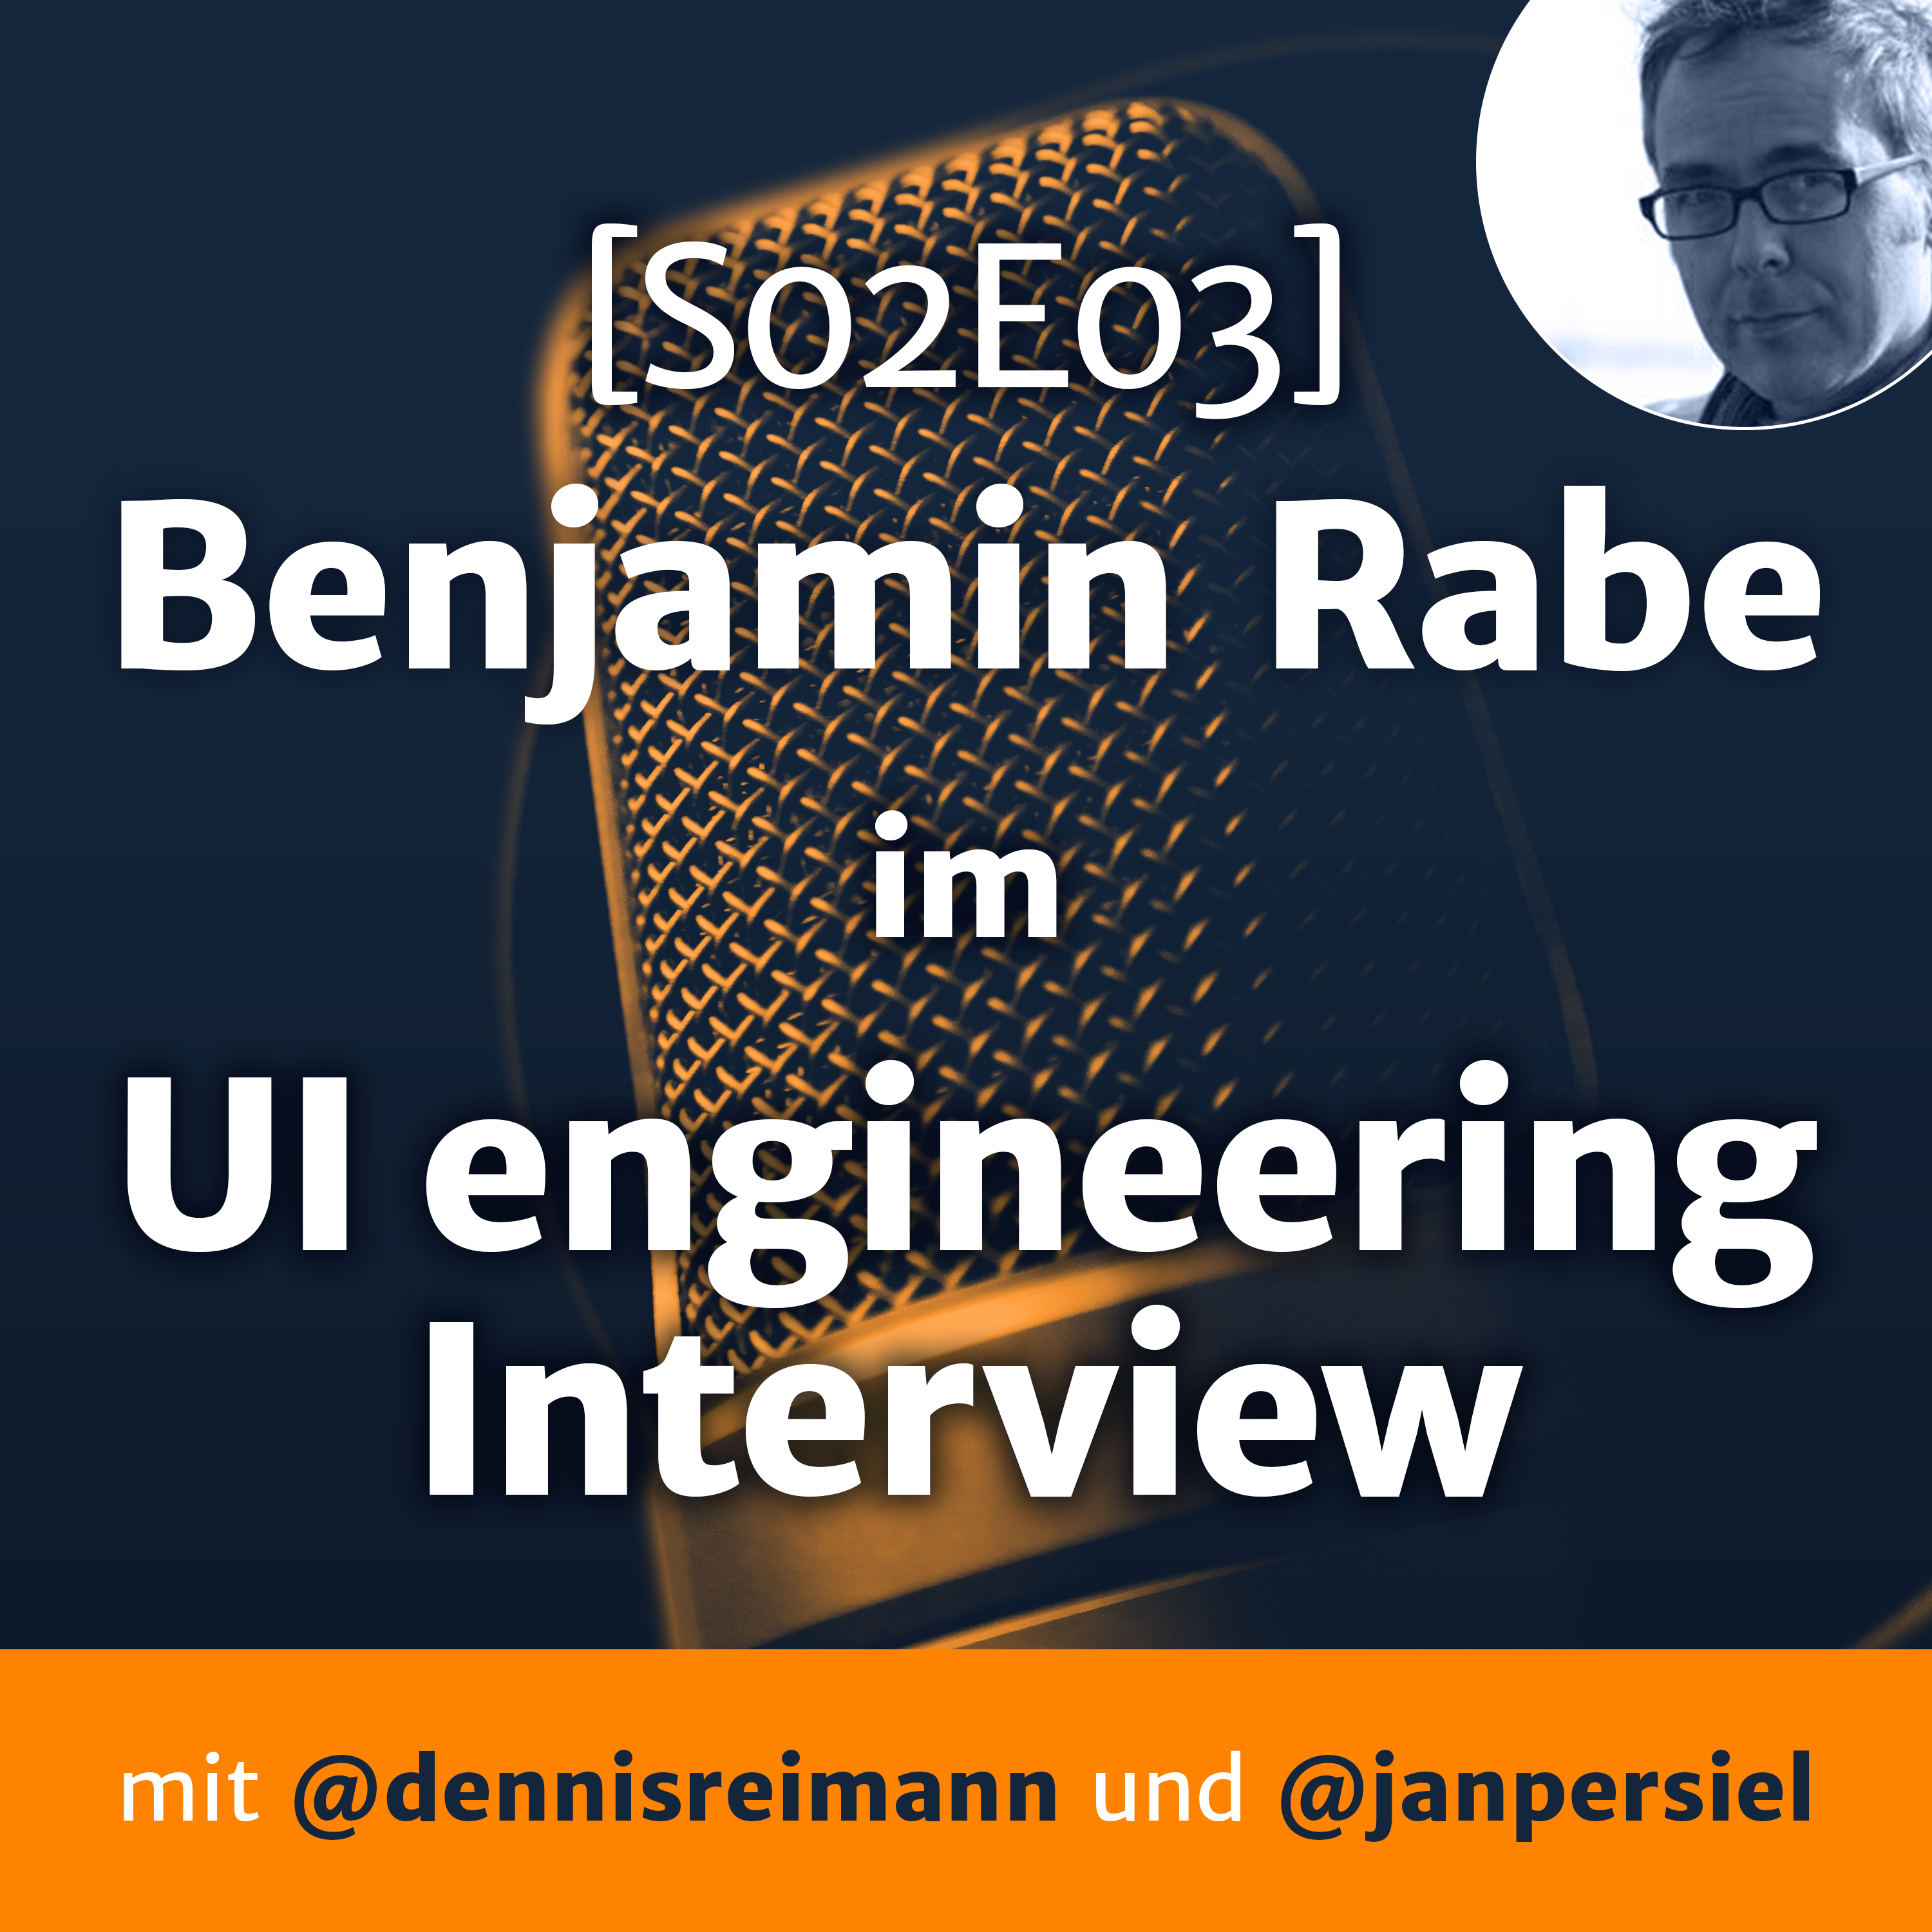 [S02E03]
Benjamin Rabe
im
UI engineering
Interview
mit @dennisreimann und @janpersiel